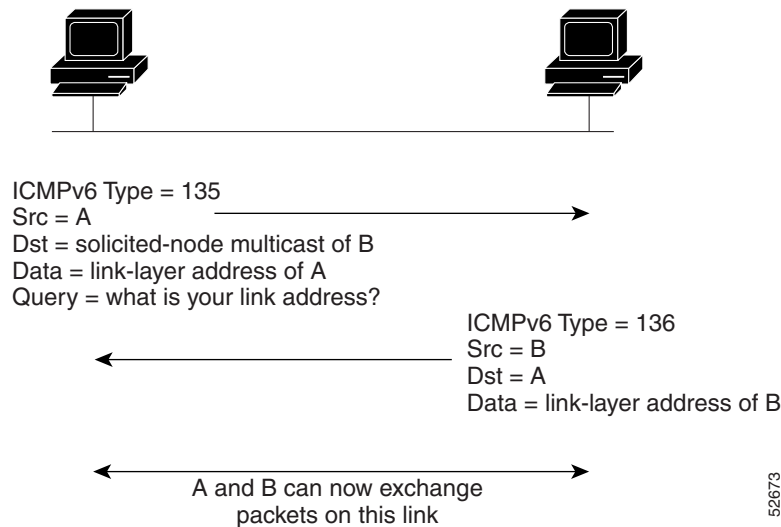 ICMPv6 Type = 135
Src = A
Dst = solicited-node multicast of B
Data = link-layer address of A
Query = what is your link address?
ICMPv6 Type = 136
Src = B
Dst = A
Data = link-layer address of B
A and B can now exchange
packets on this link
52673